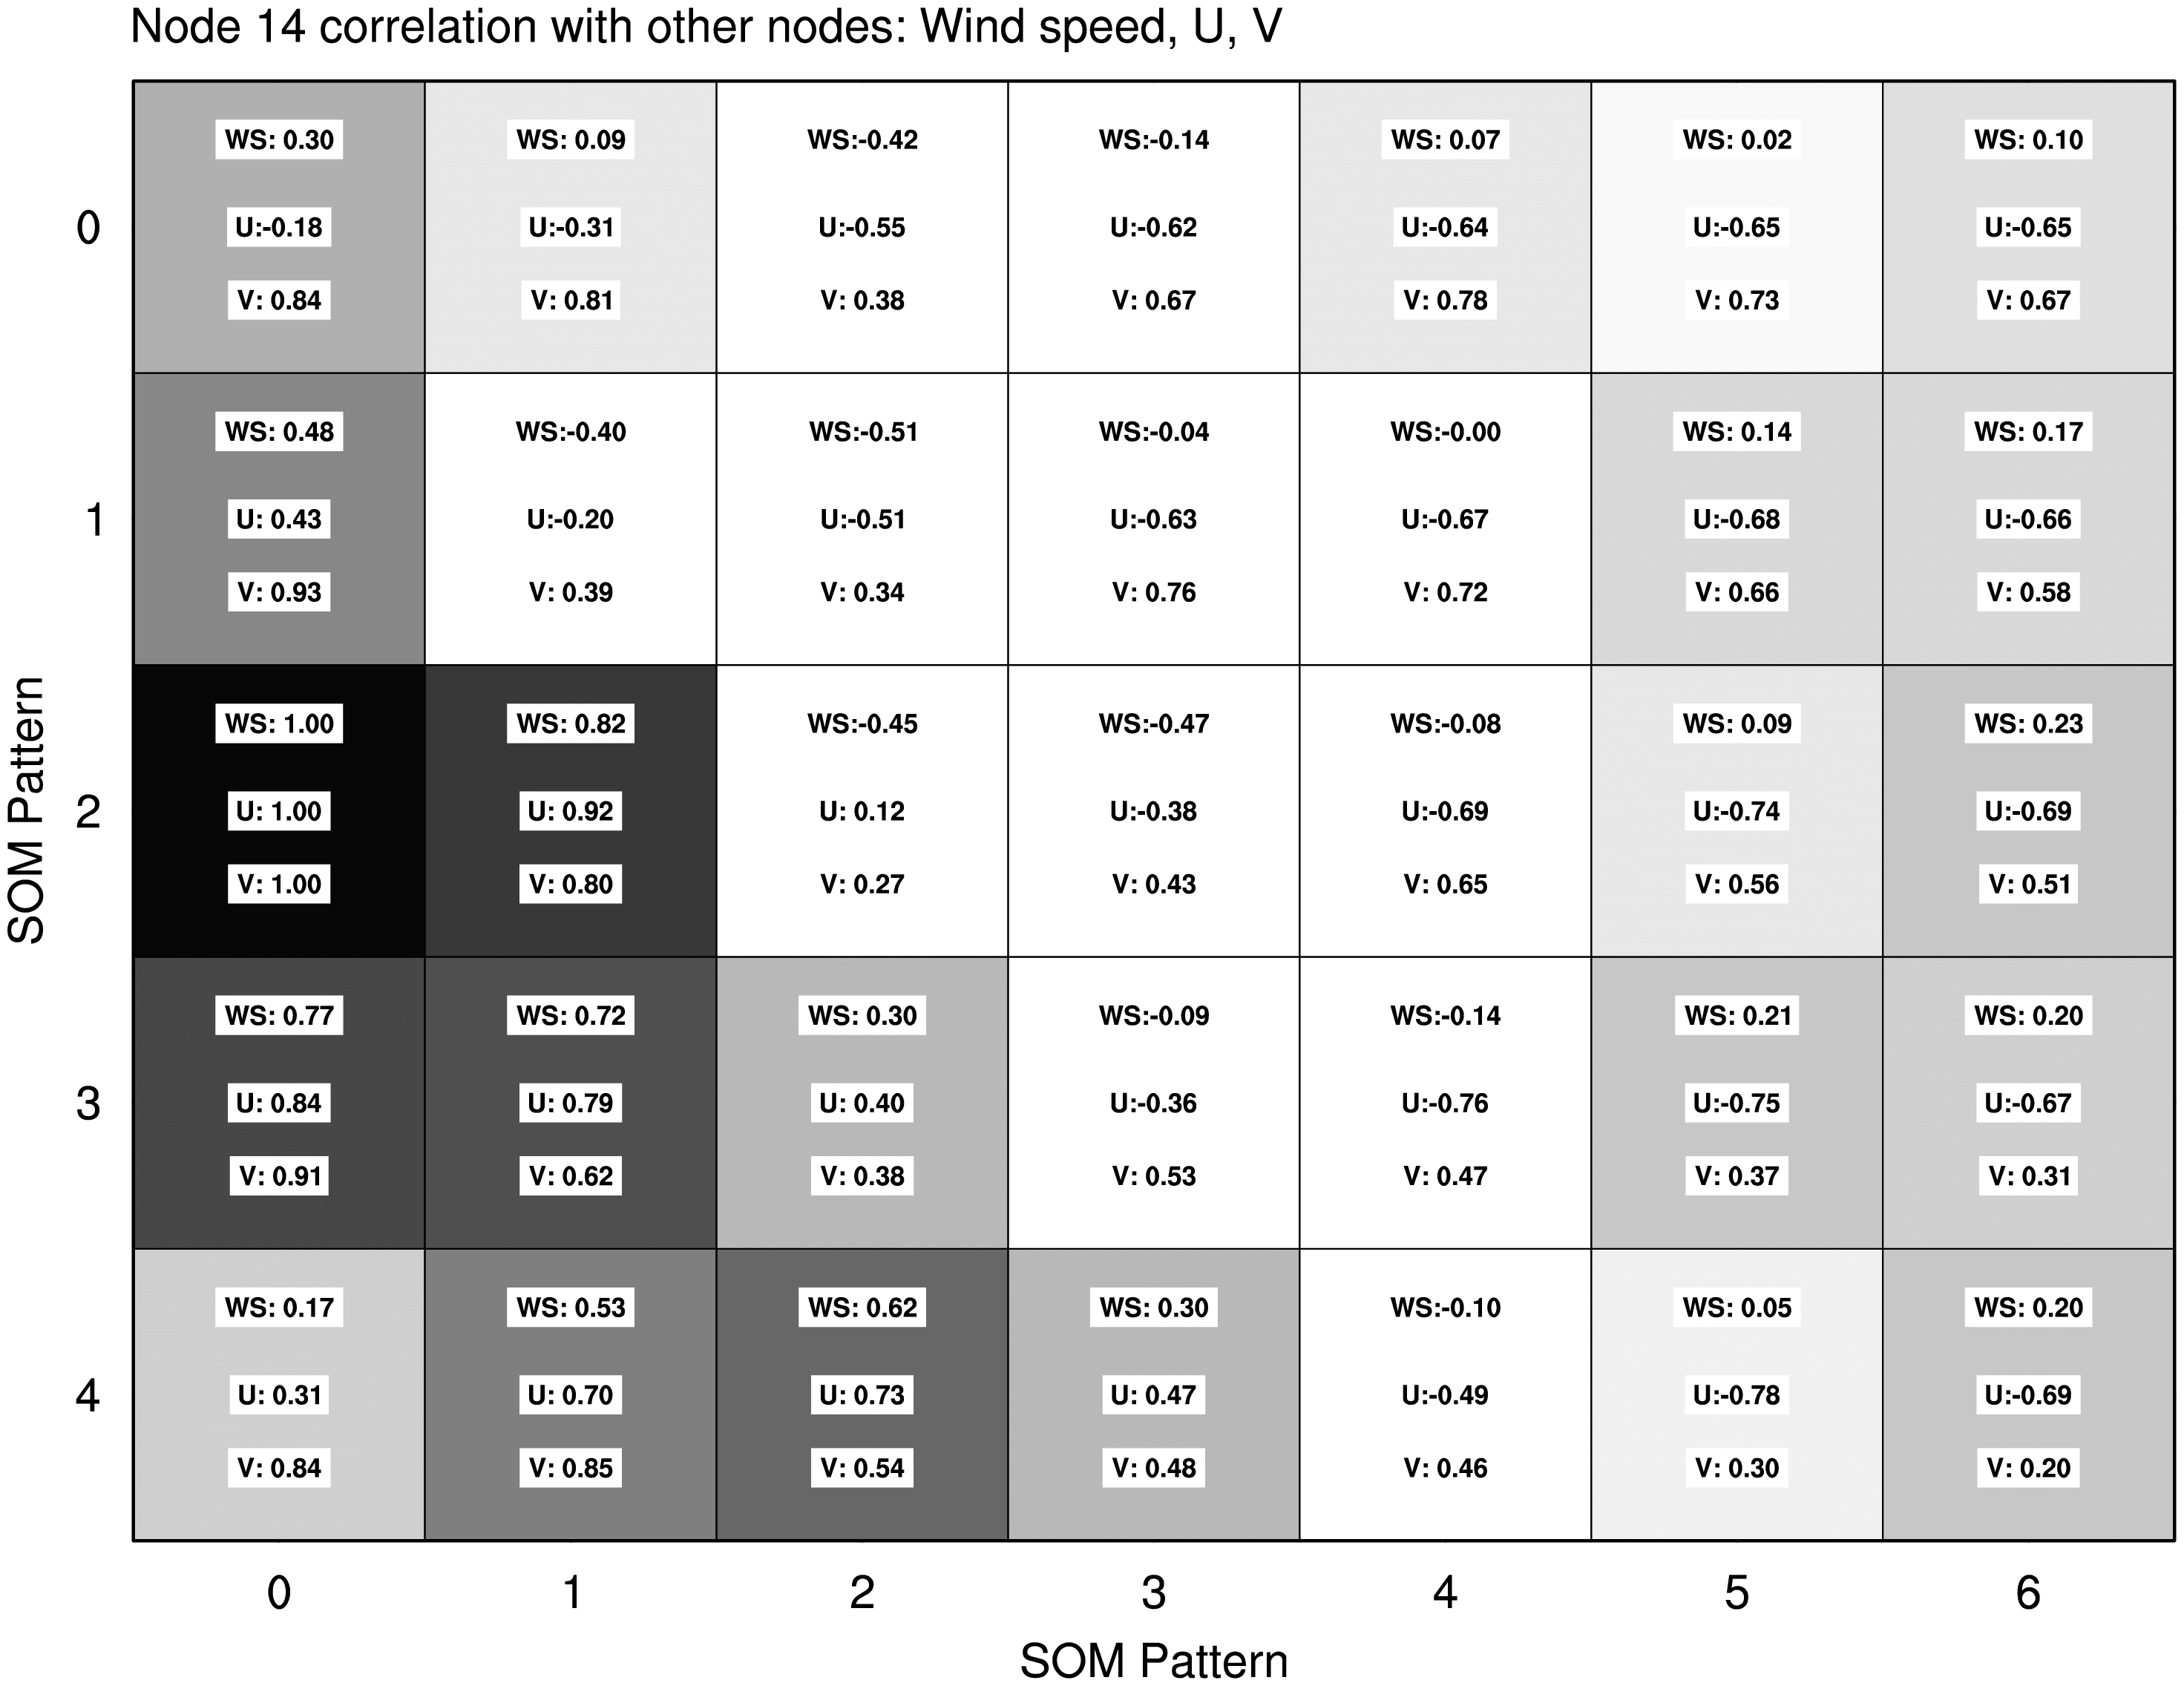 Node 14 correlation with other nodes: Wind speed, U, V
WS: 0.30 WS: 0.09 WS:-0.42 WS:-0.14 WS: 0.07 WS: 0.02 WS: 0.10
0 U:-0.18 U:-0.31 U:-0.55 U:-0.62 U:-0.64 U:-0.65 U:-0.65
V: 0.84 V: 0.81 V: 0.38 V: 0.67 V: 0.78 V: 0.73 V: 0.67
WS: 0.48 WS:-0.40 WS:-0.51 WS:-0.04 WS:-0.00 WS: 0.14 WS: 0.17
1 U: 0.43 U:-0.20 U:-0.51 U:-0.63 U:-0.67 U:-0.68 U:-0.66
V: 0.93 V: 0.39 V: 0.34 V: 0.76 V: 0.72 V: 0.66 V: 0.58
SOM Pattern
WS: 1.00 WS: 0.82 WS:-0.45 WS:-0.47 WS:-0.08 WS: 0.09 WS: 0.23
2 U: 1.00 U: 0.92 U: 0.12 U:-0.38 U:-0.69 U:-0.74 U:-0.69
V: 1.00 V: 0.80 V: 0.27 V: 0.43 V: 0.65 V: 0.56 V: 0.51
WS: 0.77 WS: 0.72 WS: 0.30 WS:-0.09 WS:-0.14 WS: 0.21 WS: 0.20
3 U: 0.84 U: 0.79 U: 0.40 U:-0.36 U:-0.76 U:-0.75 U:-0.67
V: 0.91 V: 0.62 V: 0.38 V: 0.53 V: 0.47 V: 0.37 V: 0.31
WS: 0.17 WS: 0.53 WS: 0.62 WS: 0.30 WS:-0.10 WS: 0.05 WS: 0.20
4 U: 0.31 U: 0.70 U: 0.73 U: 0.47 U:-0.49 U:-0.78 U:-0.69
V: 0.84 V: 0.85 V: 0.54 V: 0.48 V: 0.46 V: 0.30 V: 0.20
0 1 2 3 4 5 6
SOM Pattern